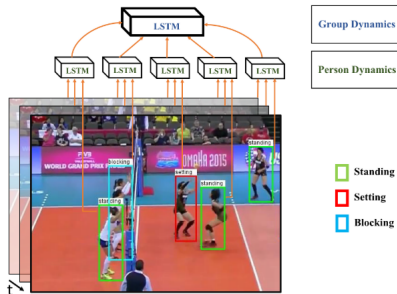 LSTM
Group Dynamics
LSTM
LSTM
LSTM
LSTM
LSTM
Person Dynamics
FIVB
WORLD GRAND PRIX
OMAHA 2015
standing
blocking
setting
standing
standing
Standing
Setting
Blocking
t